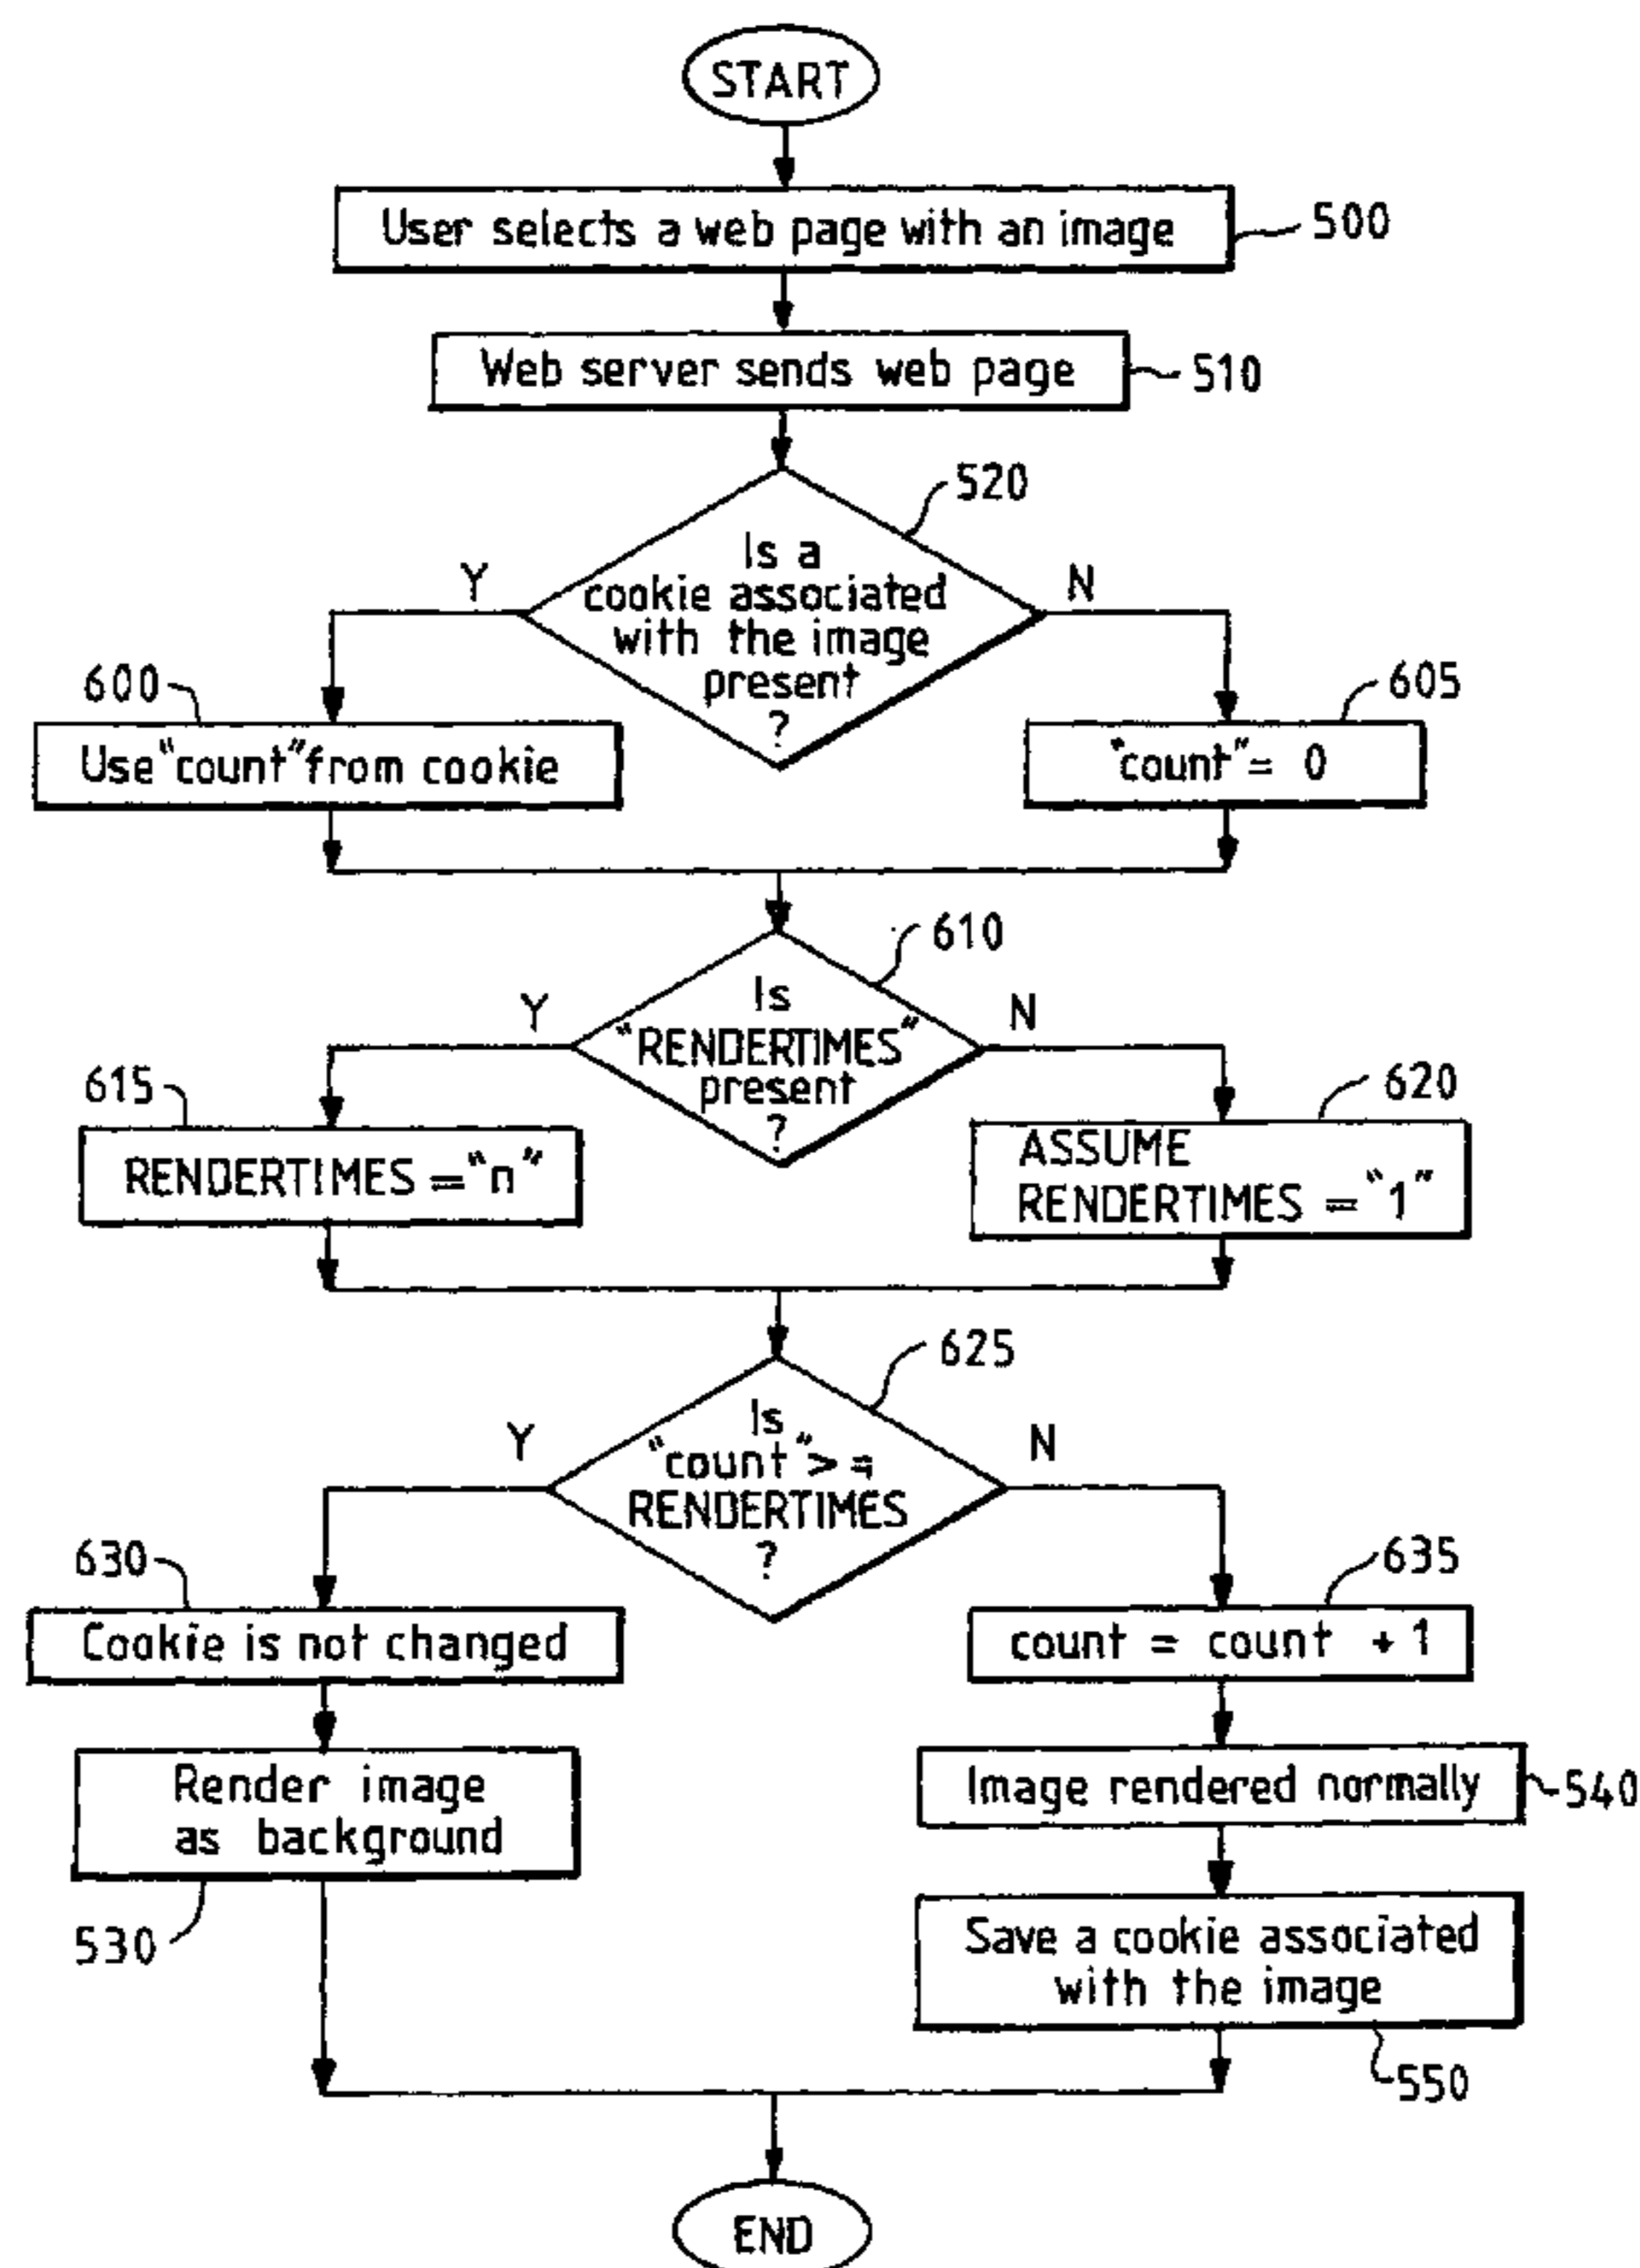 START
User selects a web page with an image
500
Web server sends web page
510
520
Is a
cookie associated
with the image
present
?
Y
N
600
Use "count" from cookie
605
"count" = 0
610
Is
"RENDERTIMES"
present
?
Y
N
615
RENDERTIMES = "n"
620
ASSUME
RENDERTIMES = "1"
625
Is
"count" > =
RENDERTIMES
?
Y
N
630
Cookie is not changed
635
count = count + 1
Render image
as background
530
Image rendered normally
540
Save a cookie associated
with the image
550
END